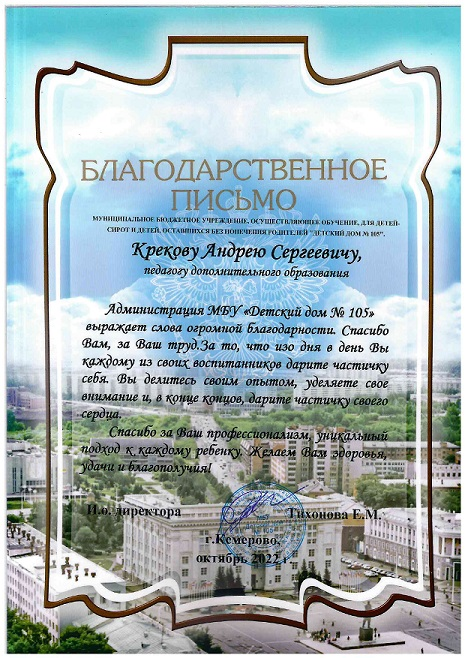 БЛАГОДАРСТВЕННОЕ
ПИСЬМО
МУНИЦИПАЛЬНОЕ БЮДЖЕТНОЕ УЧРЕЖДЕНИЕ, ОСУЩЕСТВЛЯЮЩЕЕ ОБУЧЕНИЕ, ДЛЯ ДЕТЕЙ-
СИРОТ И ДЕТЕЙ, ОСТАВШИХСЯ БЕЗ ПОПЕЧЕНИЯ РОДИТЕЛЕЙ "ДЕТСКИЙ ДОМ № 105".
Крекову Андрею Сергеевичу,
педагогу дополнительного образования
Администрация МБУ «Детский дом № 105»
выражает слова огромной благодарности. Спасибо
Вам, за Ваш труд.За то, что изо дня в день Вы
каждому из своих воспитанников дарите частичку
себя. Вы делитесь своим опытом, уделяете свое
внимание и, в конце концов, дарите частичку своего
сердца.
Спасибо за Ваш профессионализм, уникальный
подход к каждому ребенку. Желаем Вам здоровья,
удачи и благополучия!
И.о. директора Тихонова Е.М.
г.Кемерово,
октябрь 2022 г.